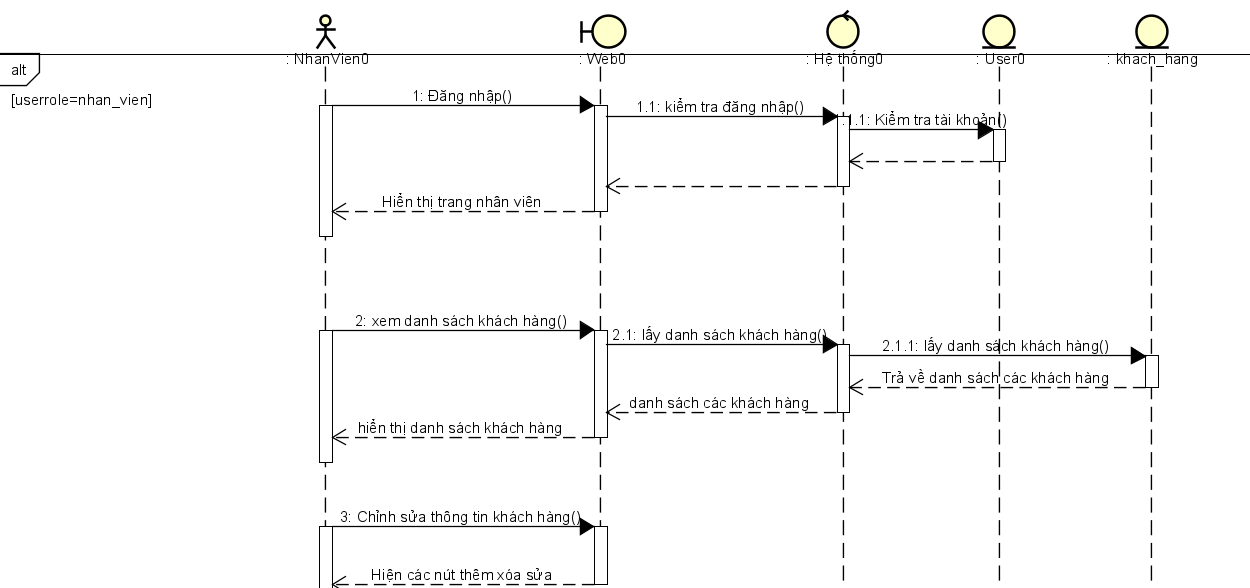 : NhanVien0
: Web0
: Hệ thống0
: User0
: khach_hang
alt
[userrole=nhan_vien]
1: Đăng nhập()
1.1: kiểm tra đăng nhập()
1.1: Kiểm tra tài khoản()
Hiển thị trang nhân viên
2: xem danh sách khách hàng()
2.1: lấy danh sách khách hàng()
2.1.1: lấy danh sách khách hàng()
Trả về danh sách các khách hàng
danh sách các khách hàng
hiển thị danh sách khách hàng
3: Chỉnh sửa thông tin khách hàng()
Hiện các nút thêm xóa sửa